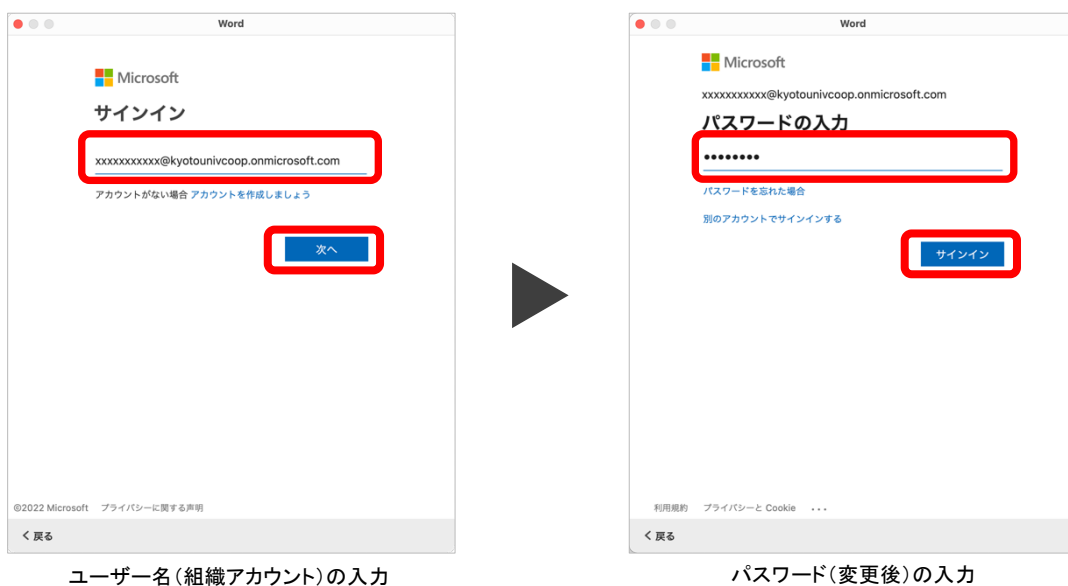 Word
Microsoft
サインイン
xxxxxxxxxxx@kyotounivcoop.onmicrosoft.com
アカウントがない場合 アカウントを作成しましょう
次へ
©2022 Microsoft プライバシーに関する声明
戻る
ユーザー名(組織アカウント)の入力
Word
Microsoft
xxxxxxxxxxx@kyotounivcoop.onmicrosoft.com
パスワードの入力
••••••••
パスワードを忘れた場合
別のアカウントでサインインする
サインイン
利用規約 プライバシーと Cookie ...
戻る
パスワード(変更後)の入力